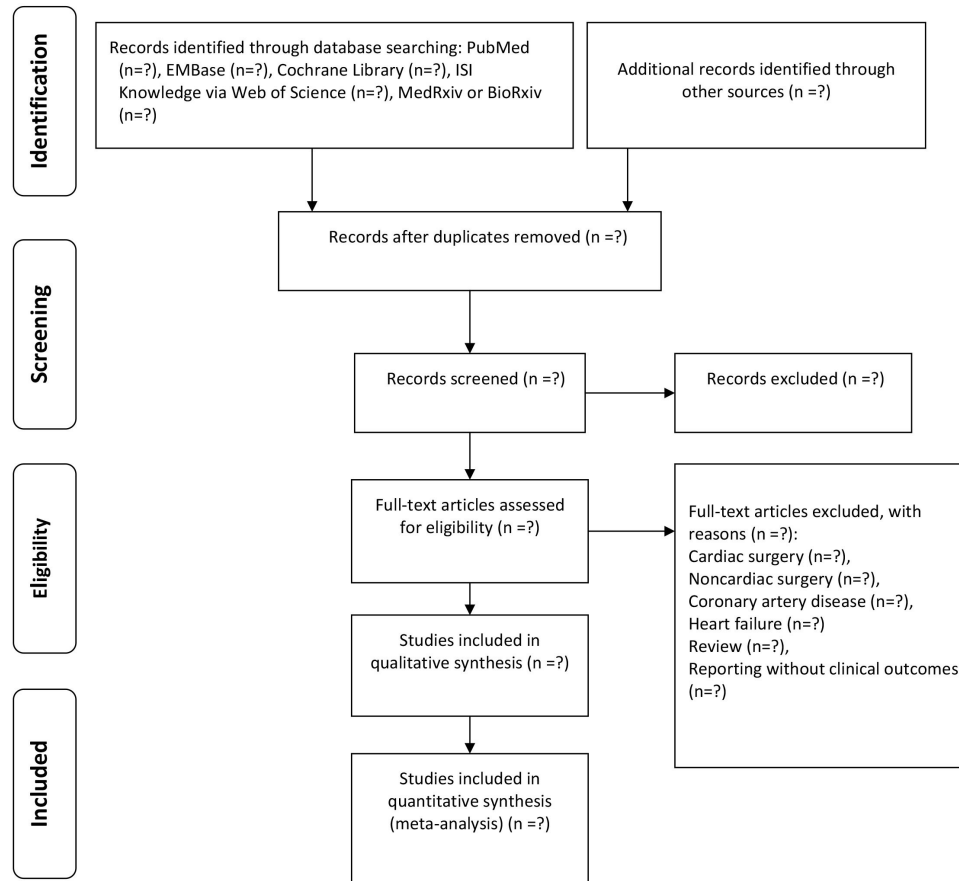 Identification
Records identified through database searching: PubMed
(n=?), EMBase (n=?), Cochrane Library (n=?), ISI
Knowledge via Web of Science (n=?), MedRxiv or BioRxiv
(n=?)
Additional records identified through
other sources (n =?)
Records after duplicates removed (n =?)
Screening
Records screened (n =?)
Records excluded (n =?)
Eligibility
Full-text articles assessed
for eligibility (n =?)
Full-text articles excluded, with
reasons (n =?):
Cardiac surgery (n=?),
Noncardiac surgery (n=?),
Coronary artery disease (n=?),
Heart failure (n=?)
Review (n=?),
Reporting without clinical outcomes
(n=?)
Studies included in
qualitative synthesis (n =?)
Included
Studies included in
quantitative synthesis
(meta-analysis) (n =?)